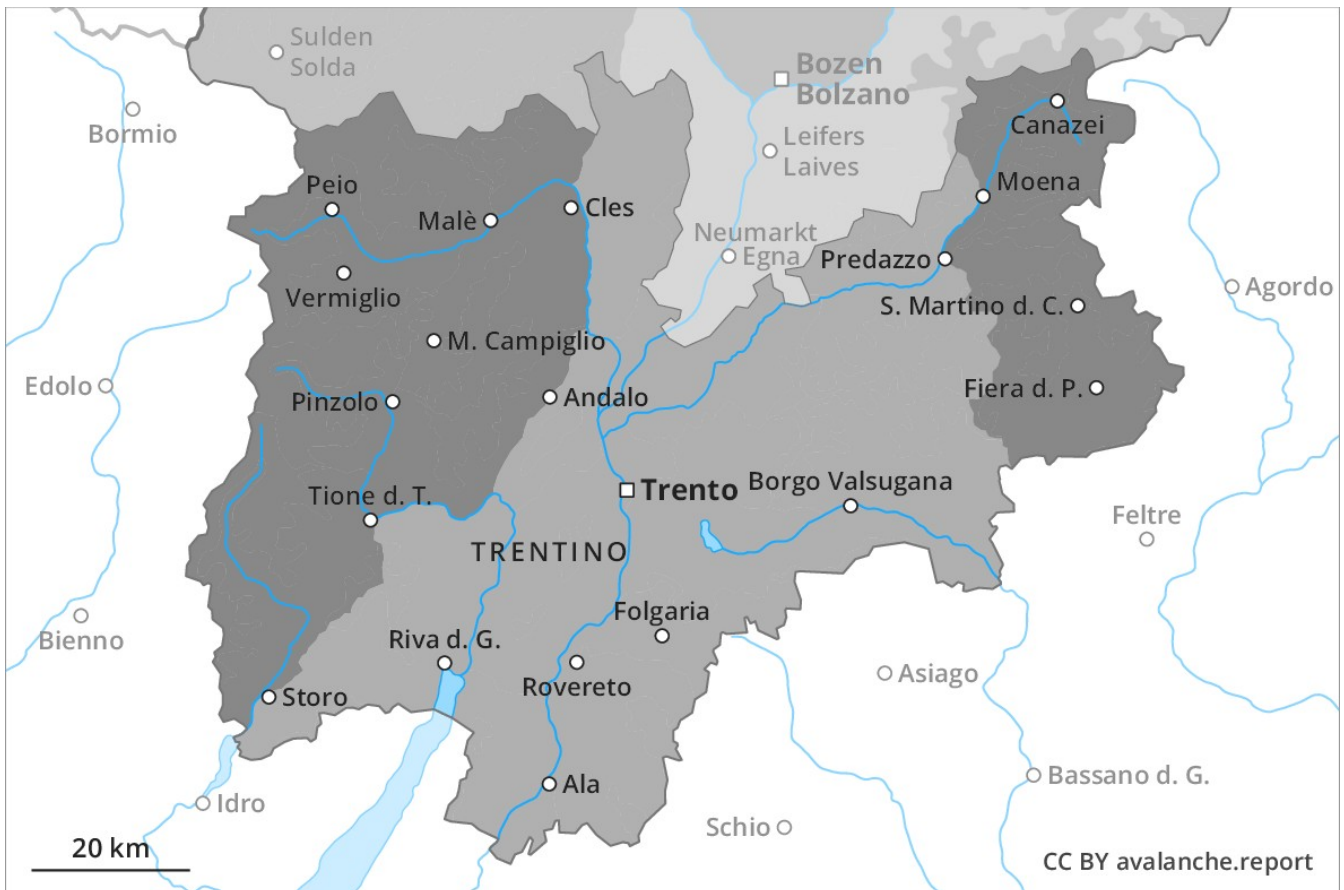 Sulden
Solda
Bozen
Bolzano
Bormio
Canazei
Leifers
Laives
Peio
Moena
Malè
Cles
Neumarkt
Egna
Predazzo
Vermiglio
Agordo
S. Martino d. C.
M. Campiglio
Edolo
Fiera d. P.
Pinzolo
Andalo
Trento
Borgo Valsugana
Tione d. T.
Feltre
TRENTINO
Folgaria
Bienno
Riva d. G.
Asiago
Rovereto
Storo
Bassano d. G.
Ala
Idro
Schio
20 km
CC BY avalanche.report